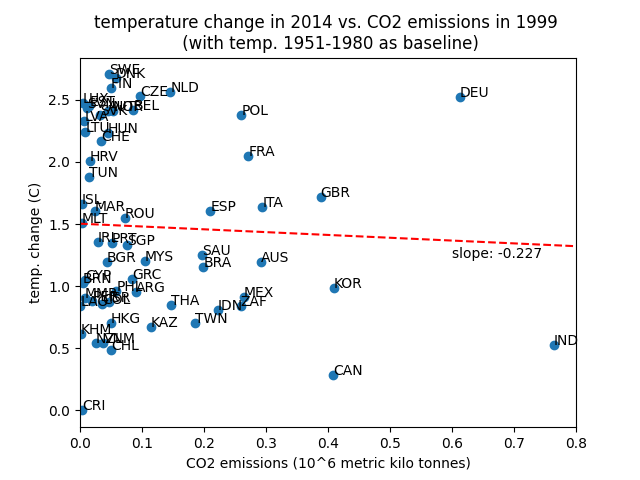 temperature change in 2014 vs. CO2 emissions in 1999
(with temp. 1951-1980 as baseline)
temp. change (C)
2.5
2.0
1.5
1.0
0.5
0.0
SWE
DNK
FIN
CZE
NLD
DEU
BEL
POL
LVA
LTU
HUN
CHE
FRA
HRV
TUN
GBR
ISL
MAR
ESP
ITA
ROU
MLT
IRL
PRT
SGP
slope: -0.227
BGR
MYS
SAU
BRA
AUS
CYP
BRN
GRC
KOR
PHL
ARG
MEX
THA
IDN
ZAF
HKG
KAZ
TWN
KHM
NZL
VNM
CHL
IND
CAN
CRI
0.0 0.1 0.2 0.3 0.4 0.5 0.6 0.7 0.8
CO2 emissions (10^6 metric kilo tonnes)